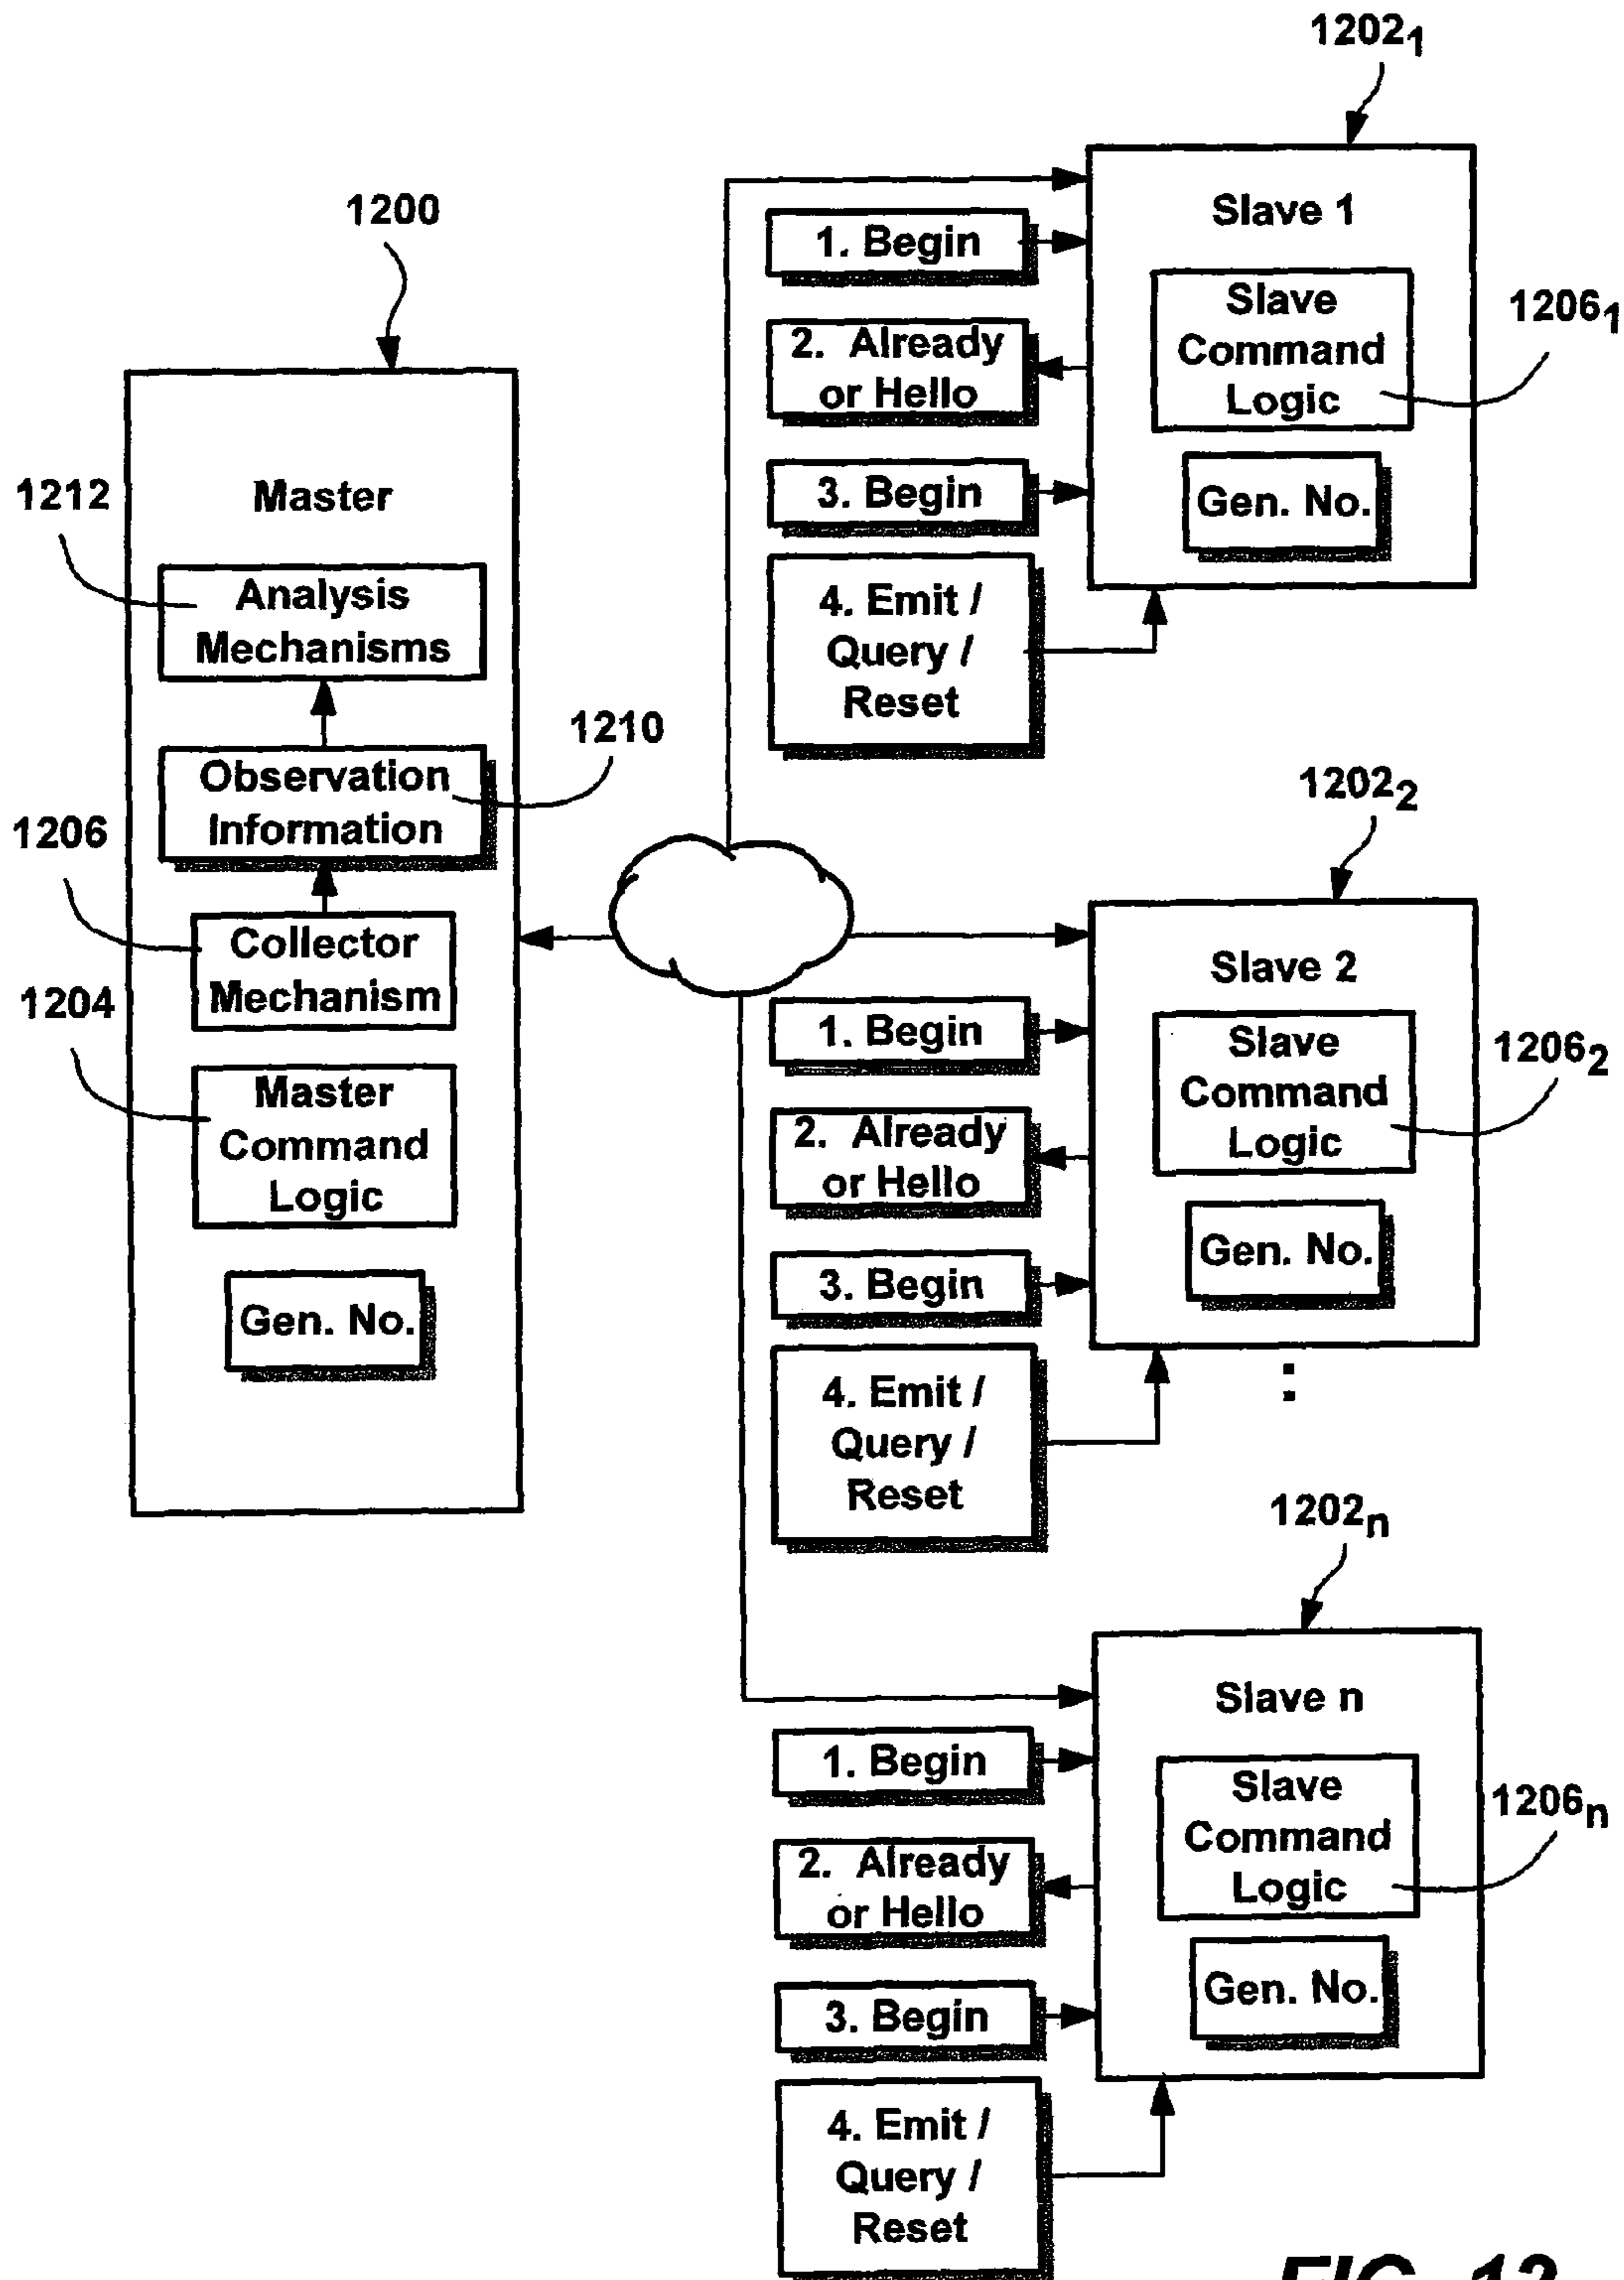 1202₁
1200
Slave 1
1. Begin
Slave
Command
Logic
1206₁
2. Already
or Hello
3. Begin
Gen. No.
4. Emit /
Query /
Reset
1212
Master
Analysis
Mechanisms
1210
Observation
Information
1206
Collector
Mechanism
1204
Master
Command
Logic
Gen. No.
1202₂
Slave 2
1. Begin
Slave
Command
Logic
1206₂
2. Already
or Hello
3. Begin
Gen. No.
4. Emit /
Query /
Reset
:
1202ₙ
Slave n
1. Begin
Slave
Command
Logic
1206ₙ
2. Already
or Hello
3. Begin
Gen. No.
4. Emit /
Query /
Reset